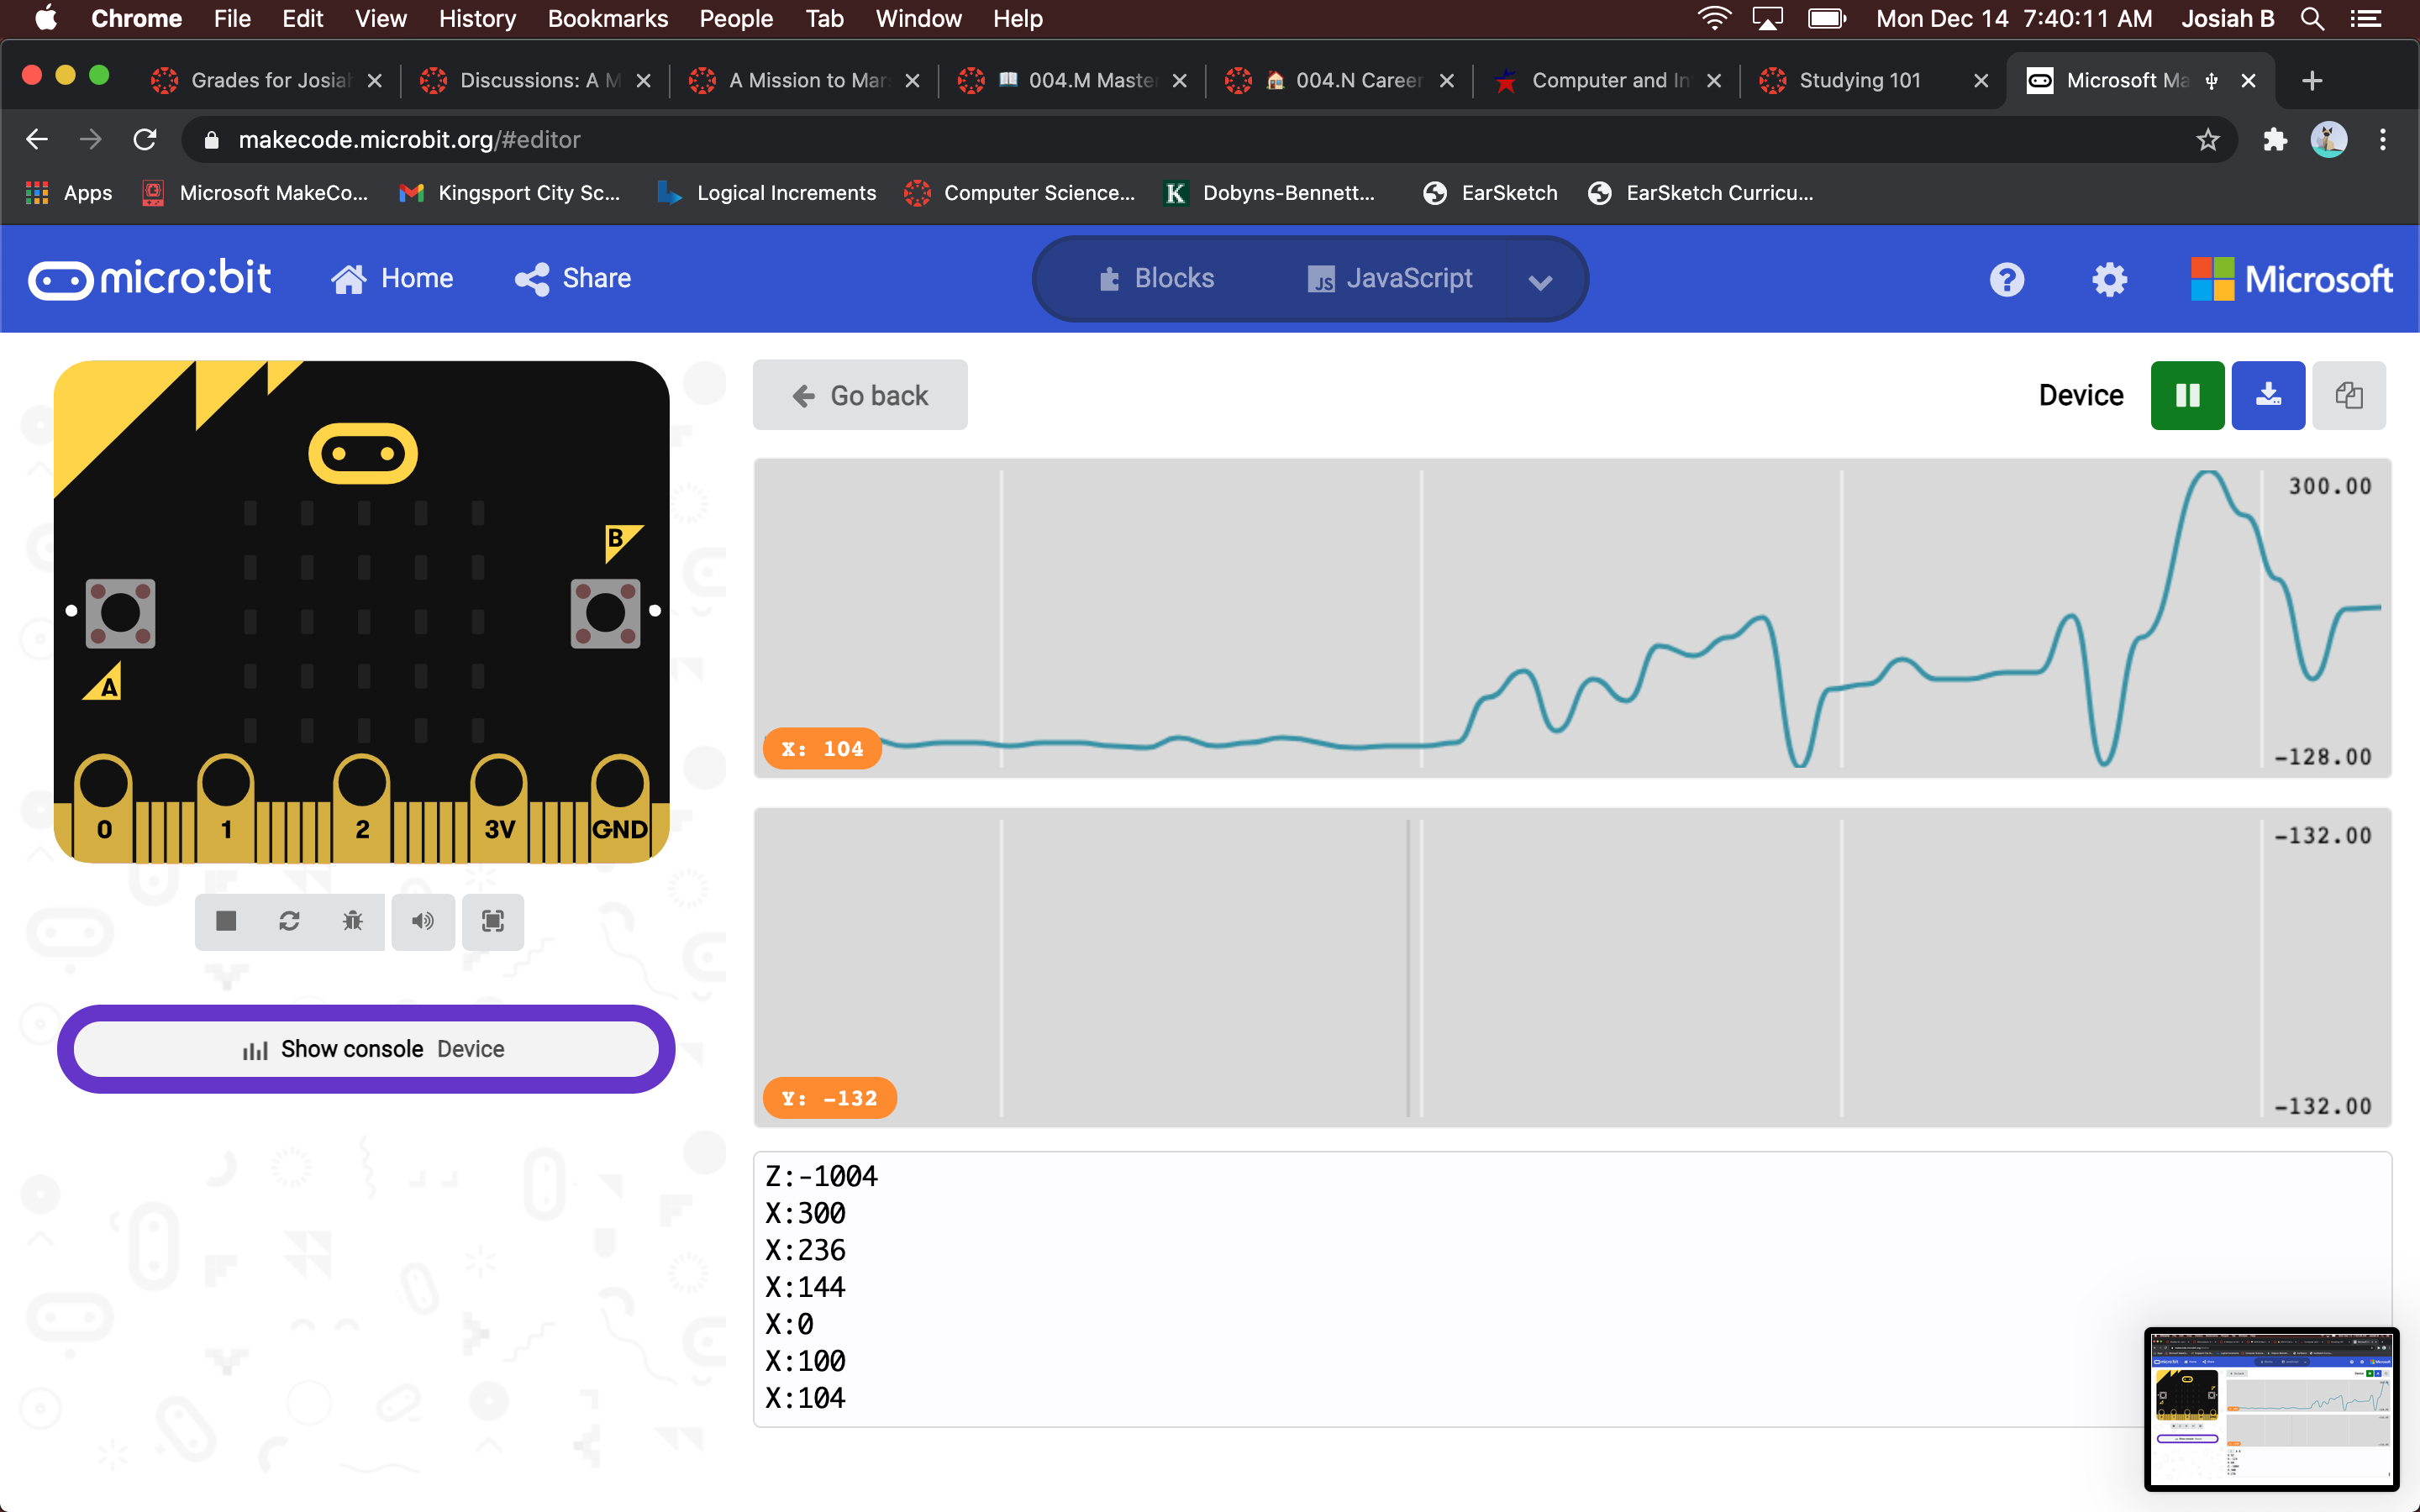 Chrome File Edit View History Bookmarks People Tab Window Help Mon Dec 14 7:40:11 AM Josiah B
Grades for Josiah Discussions: A M A Mission to Mar 004.M Master 004.N Career Computer and In Studying 101 Microsoft Ma
makecode.microbit.org/#editor
Apps Microsoft MakeCo... Kingsport City Sc... Logical Increments Computer Science... K Dobyns-Bennett... EarSketch EarSketch Curricu...
micro:bit Home Share Blocks JS JavaScript ? Microsoft
Go back Device
300.00
B
A
X: 104
-128.00
0 1 2 3V GND
-132.00
Show console Device
Y: -132
-132.00
Z:-1004
X:300
X:236
X:144
X:0
X:100
X:104